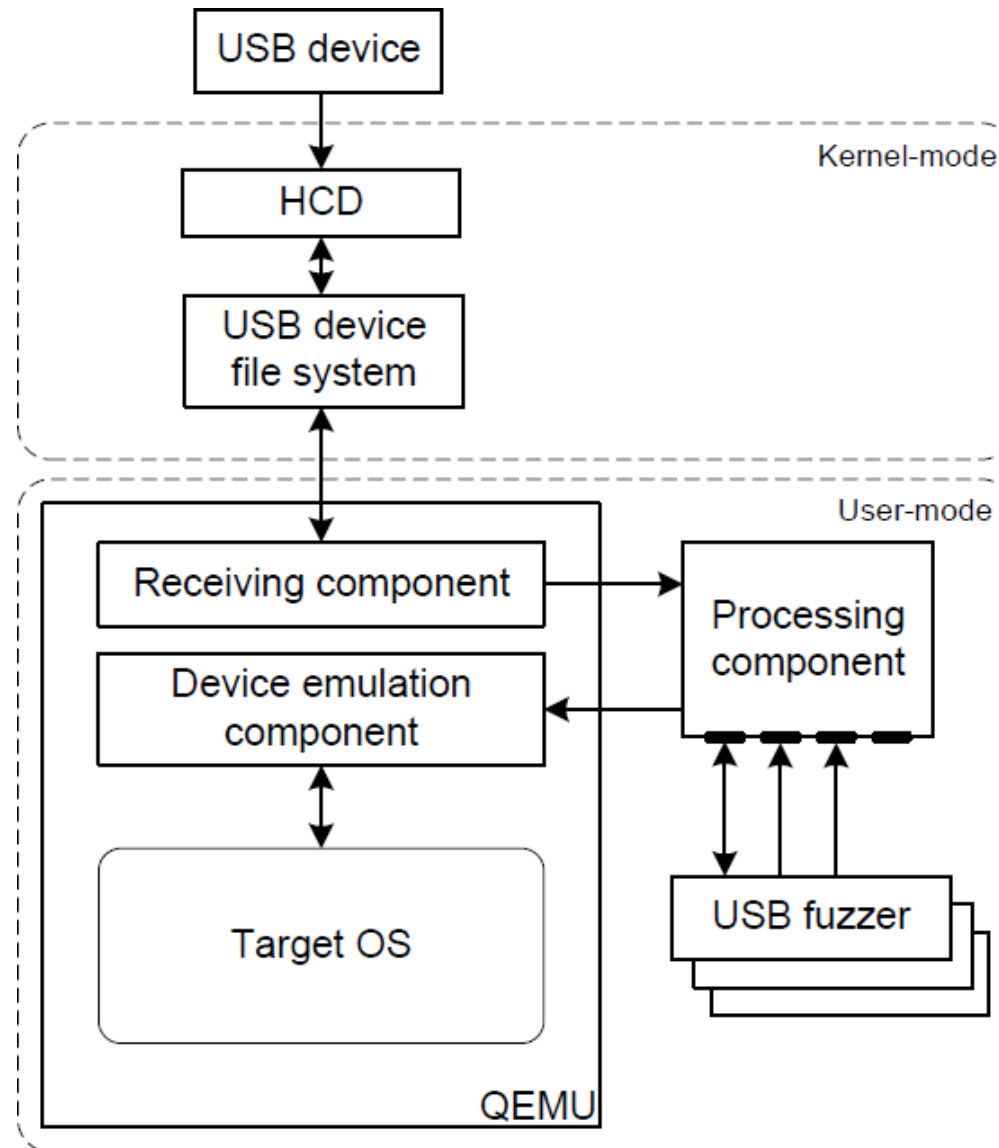 USB device
Kernel-mode
HCD
USB device
file system
User-mode
Receiving component
Processing
component
Device emulation
component
USB fuzzer
Target OS
QEMU